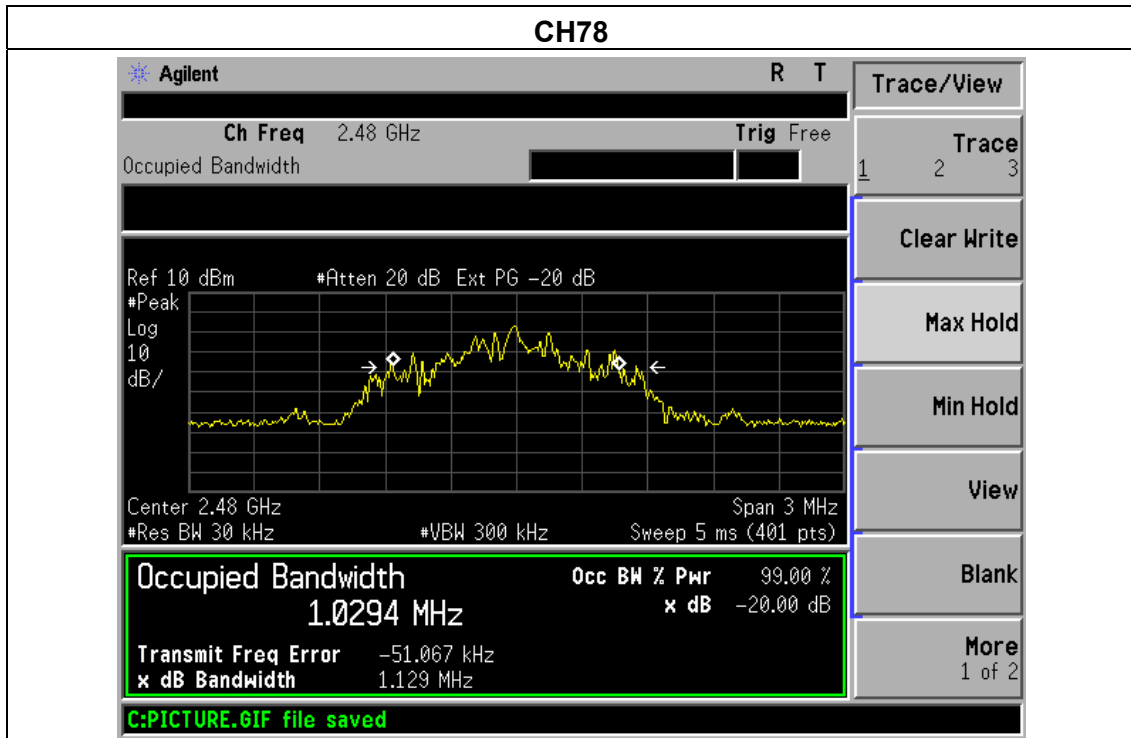 CH78
Agilent R T
Ch Freq 2.48 GHz Trig Free
Occupied Bandwidth
Ref 10 dBm #Atten 20 dB Ext PG -20 dB
#Peak
Log
10
dB/
Center 2.48 GHz Span 3 MHz
#Res BW 30 kHz #VBW 300 kHz Sweep 5 ms (401 pts)
Occupied Bandwidth Occ BW % Pwr 99.00 %
1.0294 MHz x dB -20.00 dB
Transmit Freq Error -51.067 kHz
x dB Bandwidth 1.129 MHz
C:PICTURE.GIF file saved
Trace/View
Trace
1 2 3
Clear Write
Max Hold
Min Hold
View
Blank
More
1 of 2